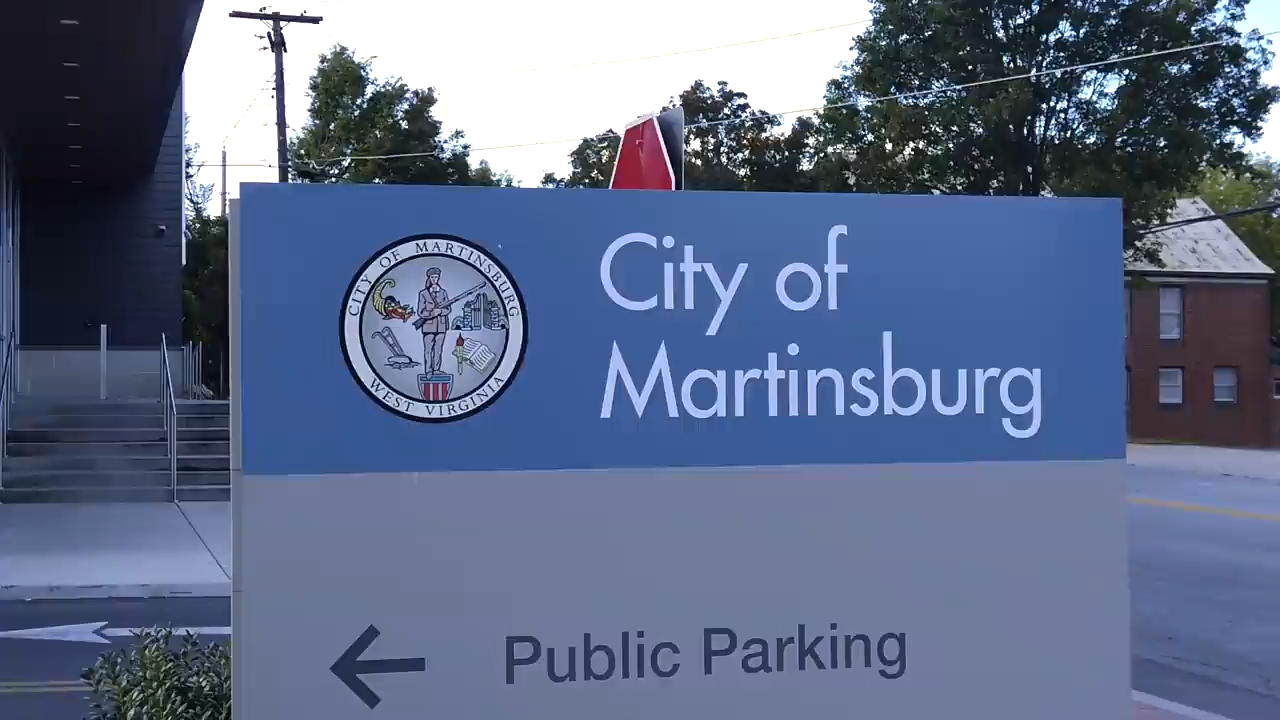 CITY OF MARTINSBURG
WEST VIRGINIA
City of
Martinsburg
Public Parking